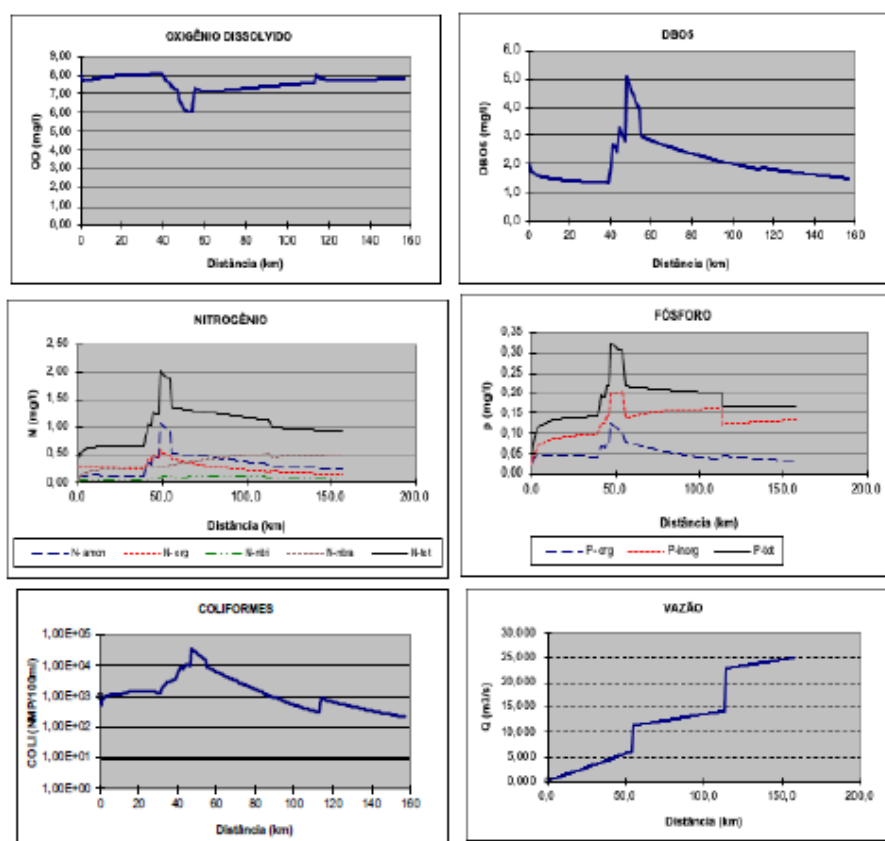 OXIGÊNIO DISSOLVIDO
9,00
8,00
7,00
6,00
5,00
4,00
3,00
2,00
1,00
0,00
OD (mg/l)
0 20 40 60 80 100 120 140 160
Distância (km)
DBO5
6,0
5,0
4,0
3,0
2,0
1,0
0,0
DBO5 (mg/l)
0 20 40 60 80 100 120 140 160
Distância (km)
NITROGÊNIO
2,50
2,00
1,50
1,00
0,50
0,00
N (mg/l)
0,0 50,0 100,0 150,0 200,0
Distância (km)
N-amon N-org N-nitri N-nitra N-tot
FÓSFORO
0,35
0,30
0,25
0,20
0,15
0,10
0,05
0,00
P (mg/l)
0,0 50,0 100,0 150,0 200,0
Distância (km)
P-org P-inorg P-tot
COLIFORMES
1,00E+05
1,00E+04
1,00E+03
1,00E+02
1,00E+01
1,00E+00
COLI (NMP/100ml)
0 20 40 60 80 100 120 140 160
Distância (km)
VAZÃO
30,000
25,000
20,000
15,000
10,000
5,000
0,000
Q (m3/s)
0,0 50,0 100,0 150,0 200,0
Distância (km)